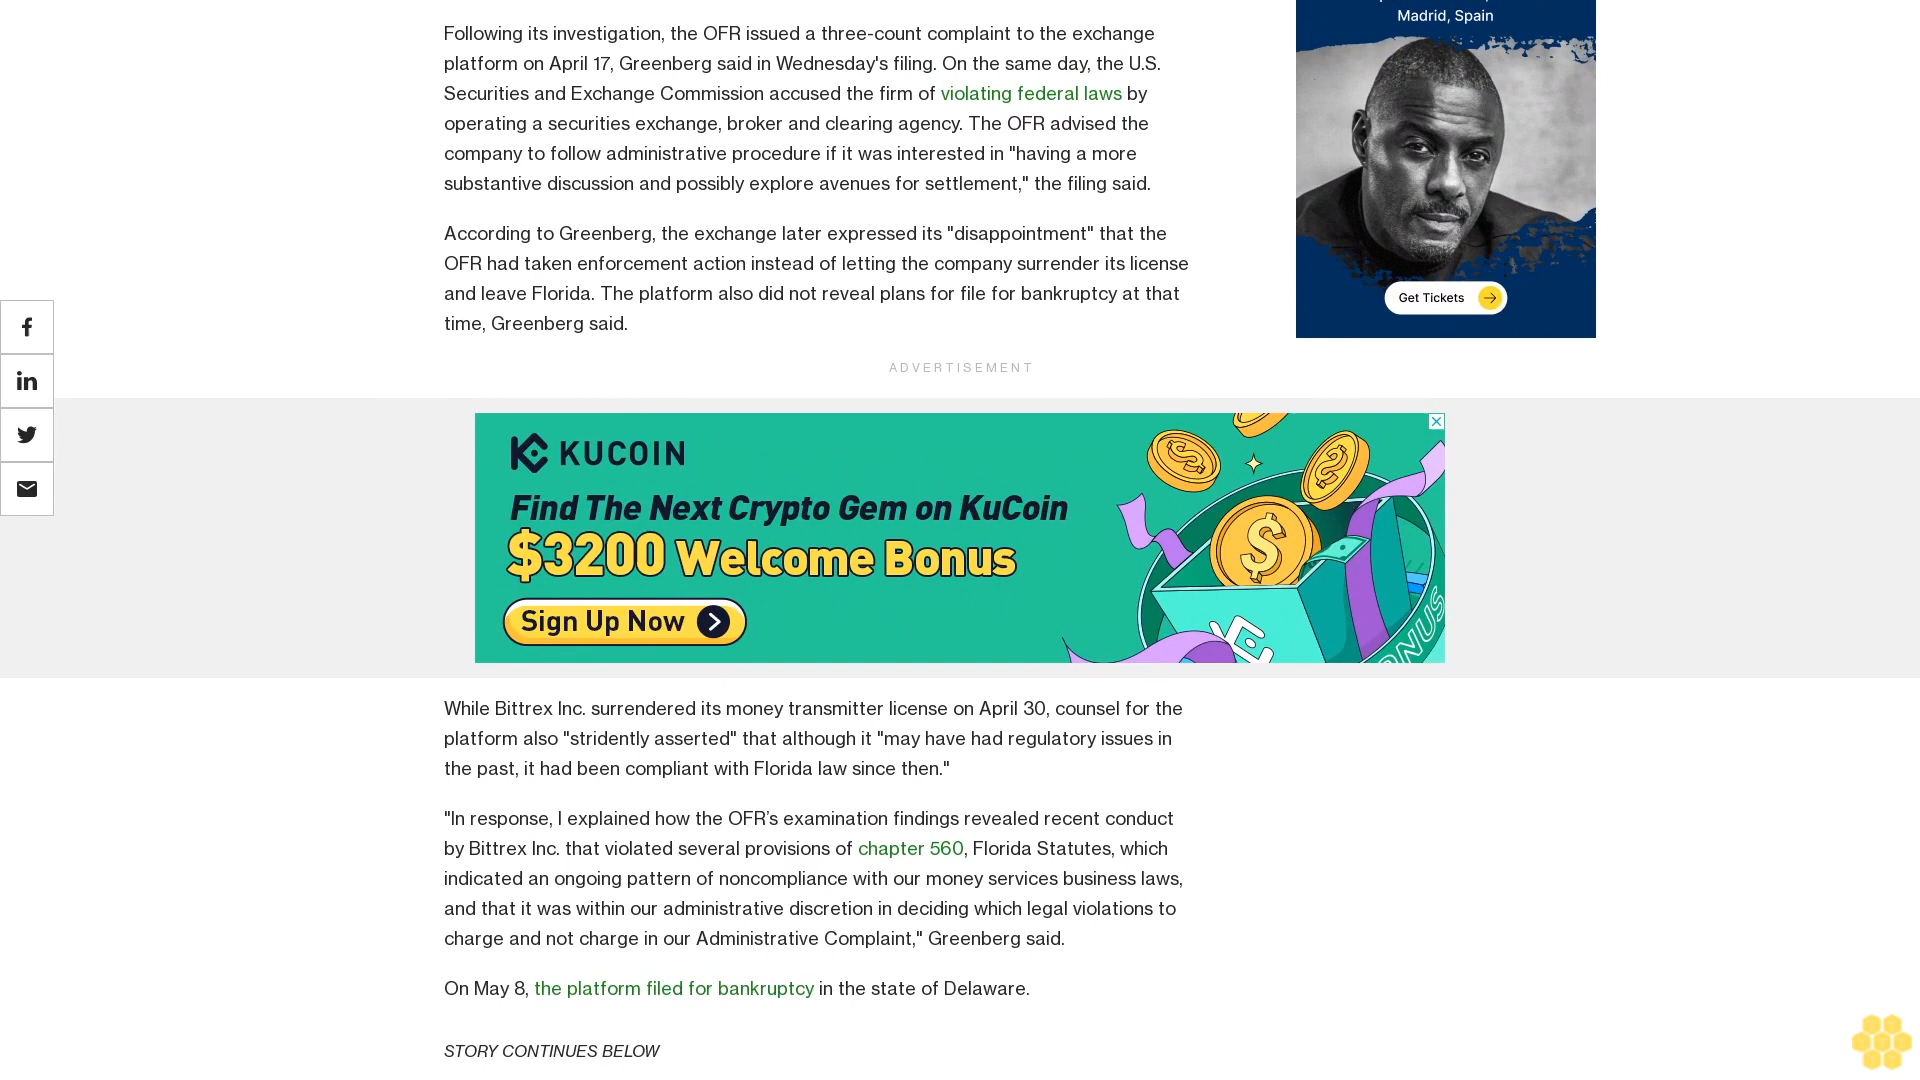 Following its investigation, the OFR issued a three-count complaint to the exchange
platform on April 17, Greenberg said in Wednesday's filing. On the same day, the U.S.
Securities and Exchange Commission accused the firm of violating federal laws by
operating a securities exchange, broker and clearing agency. The OFR advised the
company to follow administrative procedure if it was interested in "having a more
substantive discussion and possibly explore avenues for settlement," the filing said.
According to Greenberg, the exchange later expressed its "disappointment" that the
OFR had taken enforcement action instead of letting the company surrender its license
and leave Florida. The platform also did not reveal plans for file for bankruptcy at that
time, Greenberg said.
Madrid, Spain
Get Tickets
ADVERTISEMENT
KUCOIN
Find The Next Crypto Gem on KuCoin
$3200 Welcome Bonus
Sign Up Now
BONUS
While Bittrex Inc. surrendered its money transmitter license on April 30, counsel for the
platform also "stridently asserted" that although it "may have had regulatory issues in
the past, it had been compliant with Florida law since then."
"In response, I explained how the OFR’s examination findings revealed recent conduct
by Bittrex Inc. that violated several provisions of chapter 560, Florida Statutes, which
indicated an ongoing pattern of noncompliance with our money services business laws,
and that it was within our administrative discretion in deciding which legal violations to
charge and not charge in our Administrative Complaint," Greenberg said.
On May 8, the platform filed for bankruptcy in the state of Delaware.
STORY CONTINUES BELOW